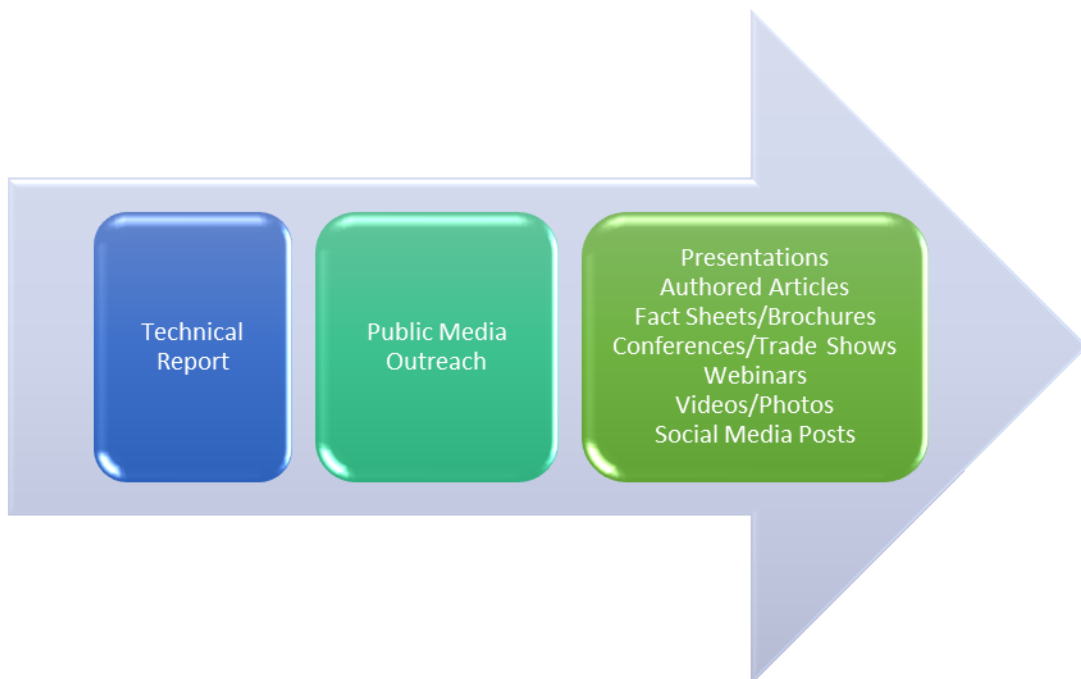 Technical
Report
Public Media
Outreach
Presentations
Authored Articles
Fact Sheets/Brochures
Conferences/Trade Shows
Webinars
Videos/Photos
Social Media Posts